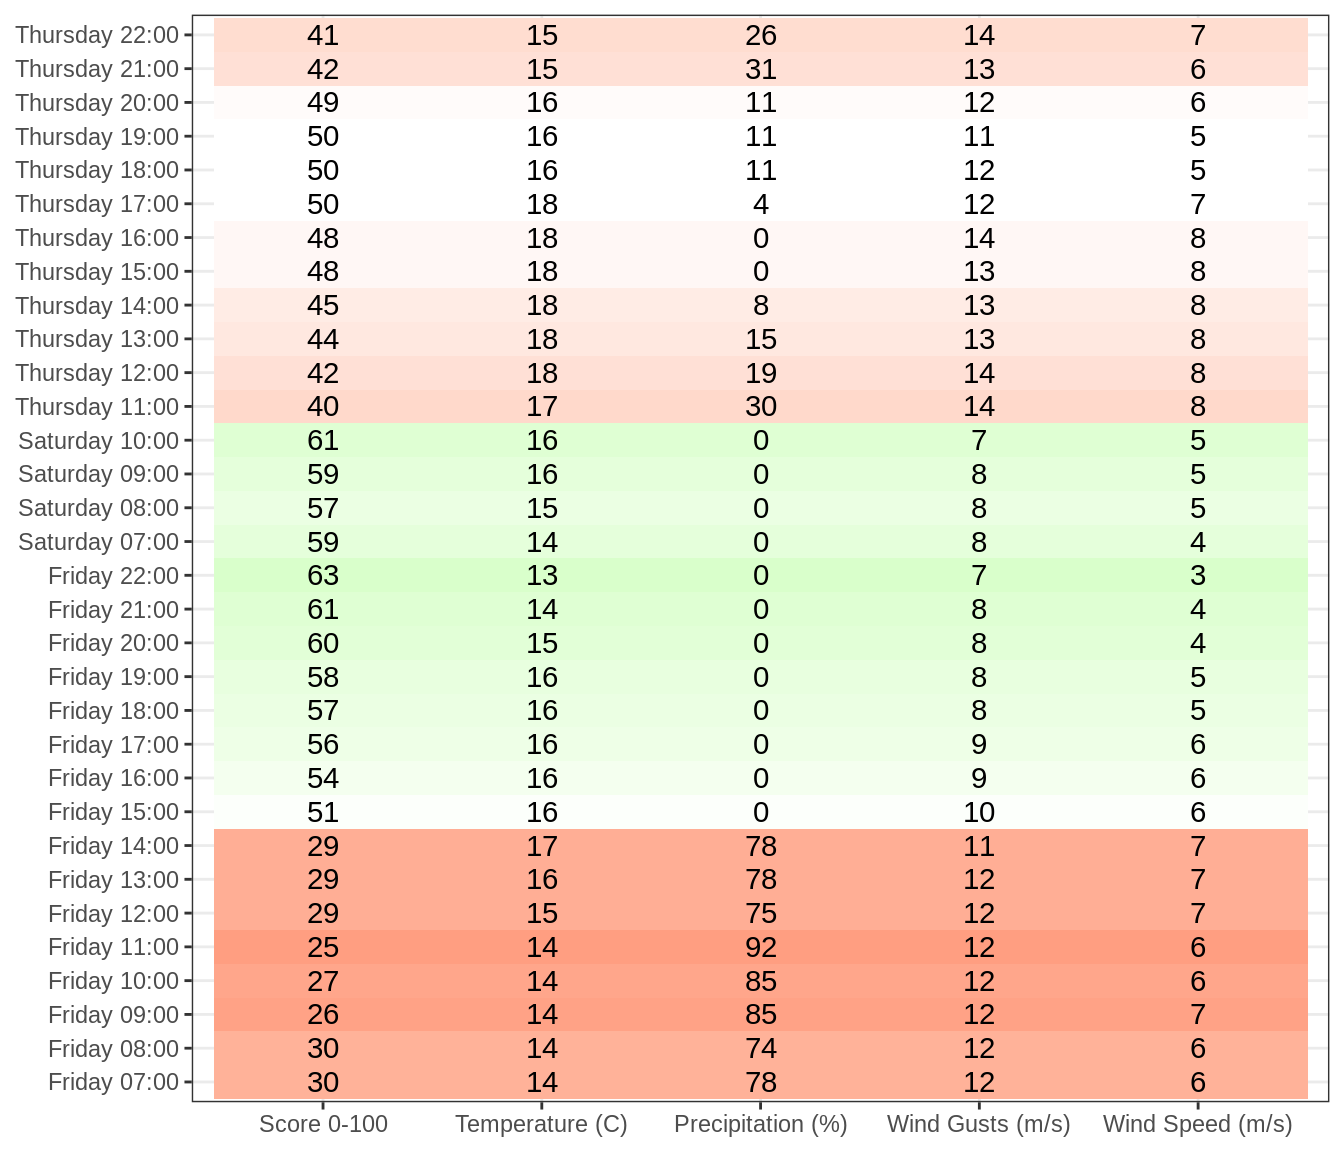 Thursday 22:00 41 15 26 14 7
Thursday 21:00 42 15 31 13 6
Thursday 20:00 49 16 11 12 6
Thursday 19:00 50 16 11 11 5
Thursday 18:00 50 16 11 12 5
Thursday 17:00 50 18 4 12 7
Thursday 16:00 48 18 0 14 8
Thursday 15:00 48 18 0 13 8
Thursday 14:00 45 18 8 13 8
Thursday 13:00 44 18 15 13 8
Thursday 12:00 42 18 19 14 8
Thursday 11:00 40 17 30 14 8
Saturday 10:00 61 16 0 7 5
Saturday 09:00 59 16 0 8 5
Saturday 08:00 57 15 0 8 5
Saturday 07:00 59 14 0 8 4
Friday 22:00 63 13 0 7 3
Friday 21:00 61 14 0 8 4
Friday 20:00 60 15 0 8 4
Friday 19:00 58 16 0 8 5
Friday 18:00 57 16 0 8 5
Friday 17:00 56 16 0 9 6
Friday 16:00 54 16 0 9 6
Friday 15:00 51 16 0 10 6
Friday 14:00 29 17 78 11 7
Friday 13:00 29 16 78 12 7
Friday 12:00 29 15 75 12 7
Friday 11:00 25 14 92 12 6
Friday 10:00 27 14 85 12 6
Friday 09:00 26 14 85 12 7
Friday 08:00 30 14 74 12 6
Friday 07:00 30 14 78 12 6
Score 0-100 Temperature (C) Precipitation (%) Wind Gusts (m/s) Wind Speed (m/s)